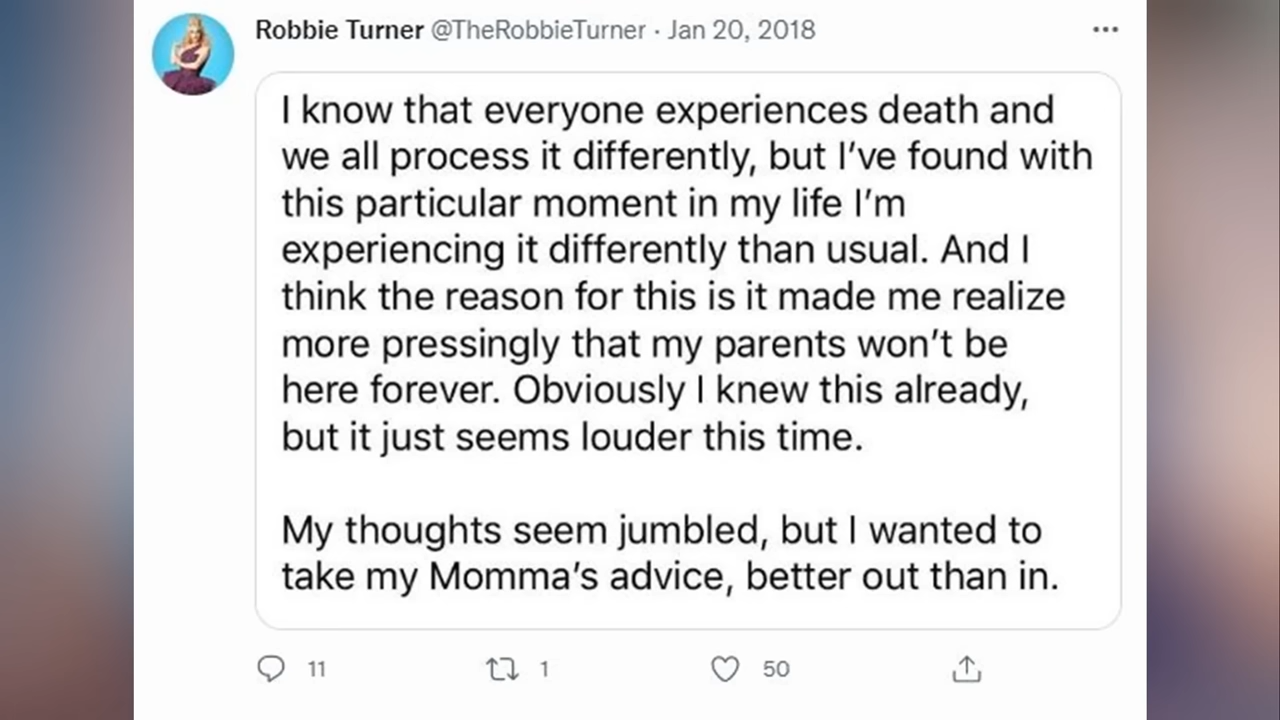 Robbie Turner @TheRobbieTurner · Jan 20, 2018
I know that everyone experiences death and
we all process it differently, but I’ve found with
this particular moment in my life I’m
experiencing it differently than usual. And I
think the reason for this is it made me realize
more pressingly that my parents won’t be
here forever. Obviously I knew this already,
but it just seems louder this time.
My thoughts seem jumbled, but I wanted to
take my Momma’s advice, better out than in.
11 1 50